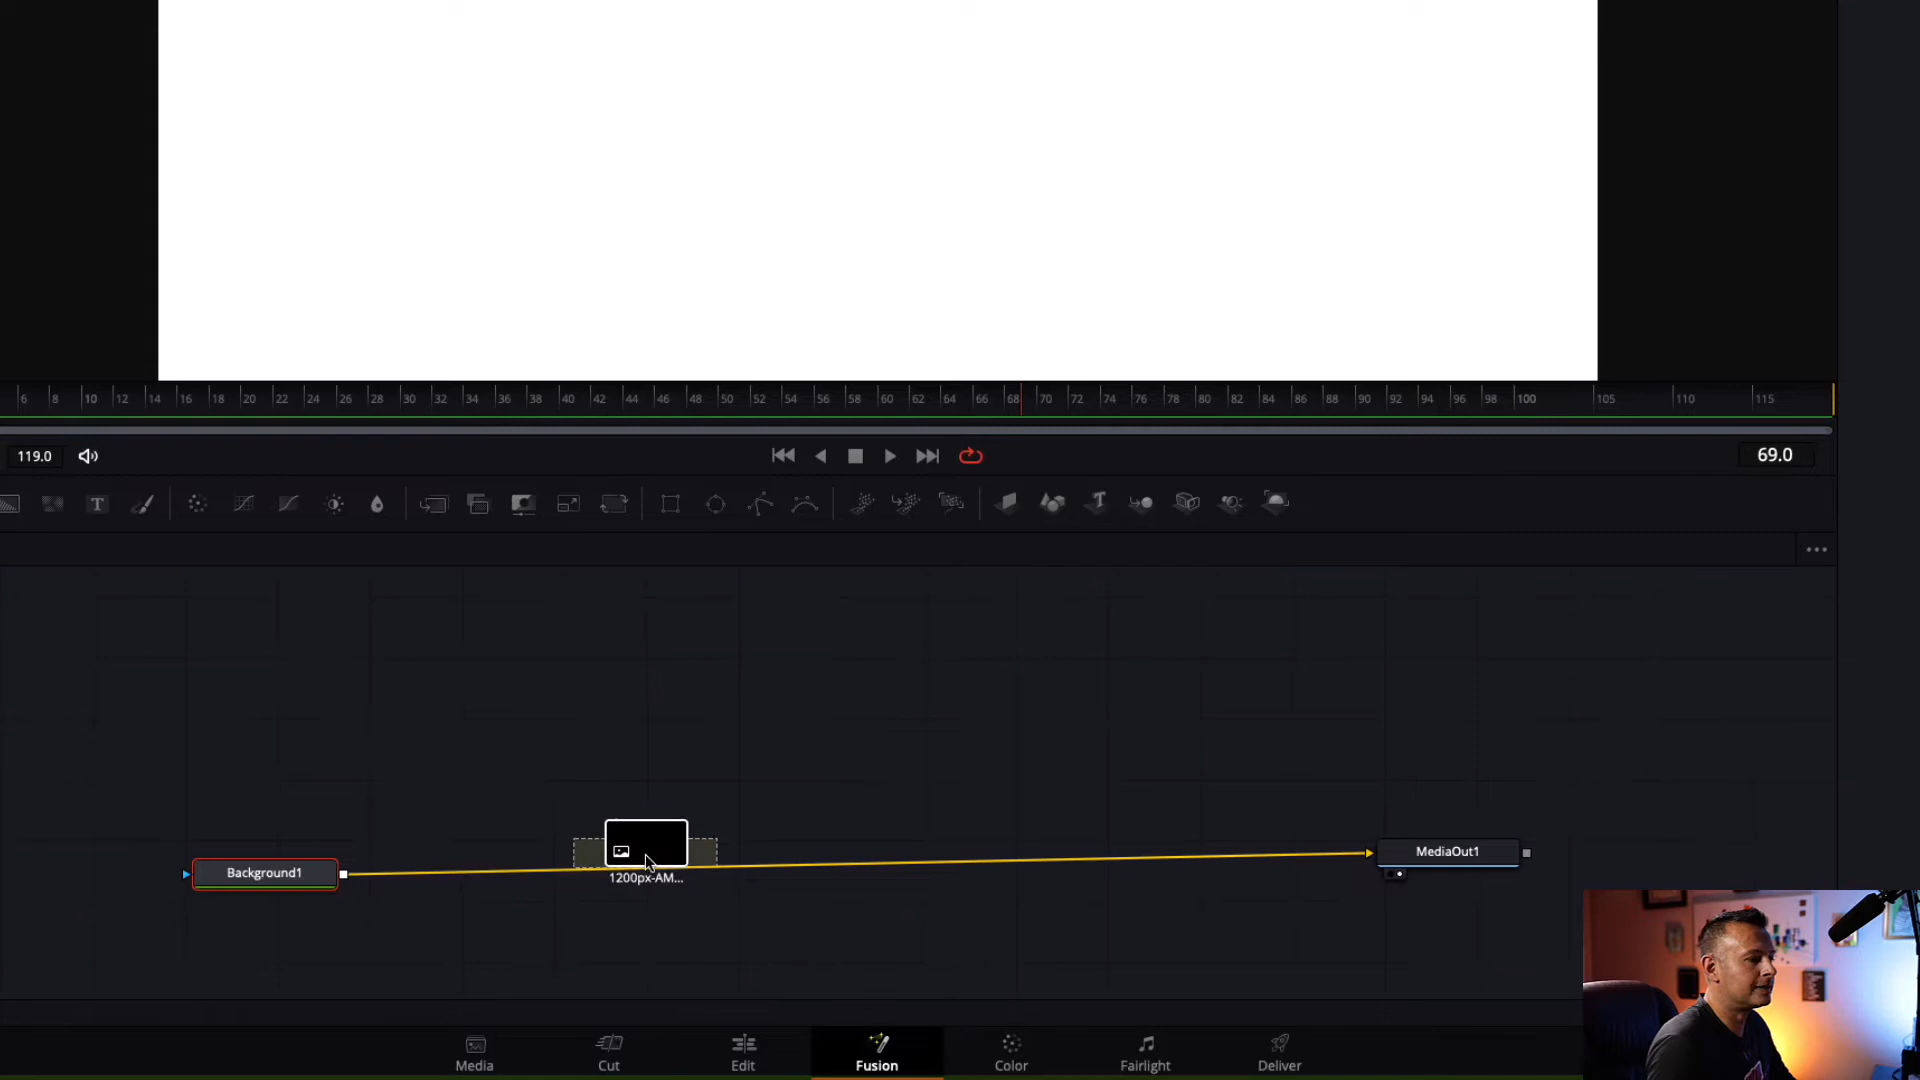 6 8 10 12 14 16 18 20 22 24 26 28 30 32 34 36 38 40 42 44 46 48 50 52 54 56 58 60 62 64 66 68 70 72 74 76 78 80 82 84 86 88 90 92 94 96 98 100 105 110 115
119.0 69.0
T T
Background1 1200px-AM... MediaOut1
Media Cut Edit Fusion Color Fairlight Deliver